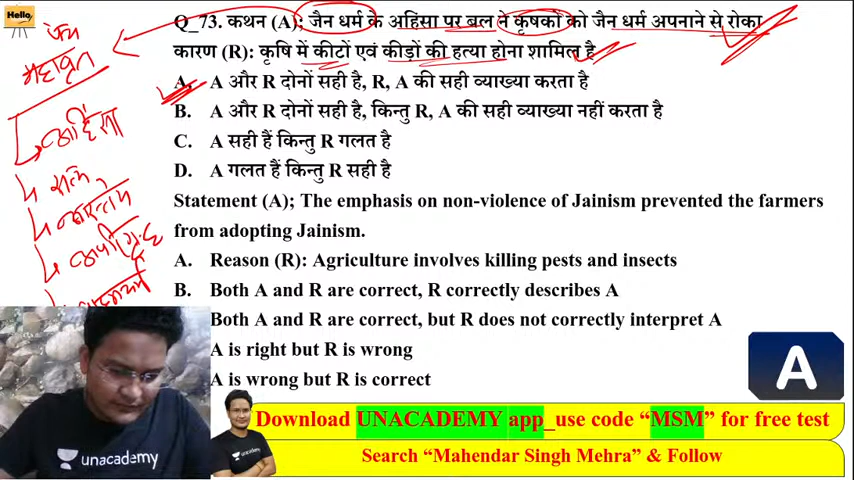 Hello
Q_73. कथन (A); जैन धर्म के अहिंसा पर बल ने कृषकों को जैन धर्म अपनाने से रोका
पंच
महाव्रत
कारण (R): कृषि में कीटों एवं कीड़ों की हत्या होना शामिल है
A. A और R दोनों सही है, R, A की सही व्याख्या करता है
B. A और R दोनों सही है, किन्तु R, A की सही व्याख्या नहीं करता है
अहिंसा
C. A सही हैं किन्तु R गलत है
D. A गलत हैं किन्तु R सही है
सत्य
Statement (A); The emphasis on non-violence of Jainism prevented the farmers
from adopting Jainism.
A. Reason (R): Agriculture involves killing pests and insects
B. Both A and R are correct, R correctly describes A
Both A and R are correct, but R does not correctly interpret A
A is right but R is wrong
A is wrong but R is correct
A
unacademy
Download UNACADEMY app_use code “MSM” for free test
Search “Mahendar Singh Mehra” & Follow
unacademy